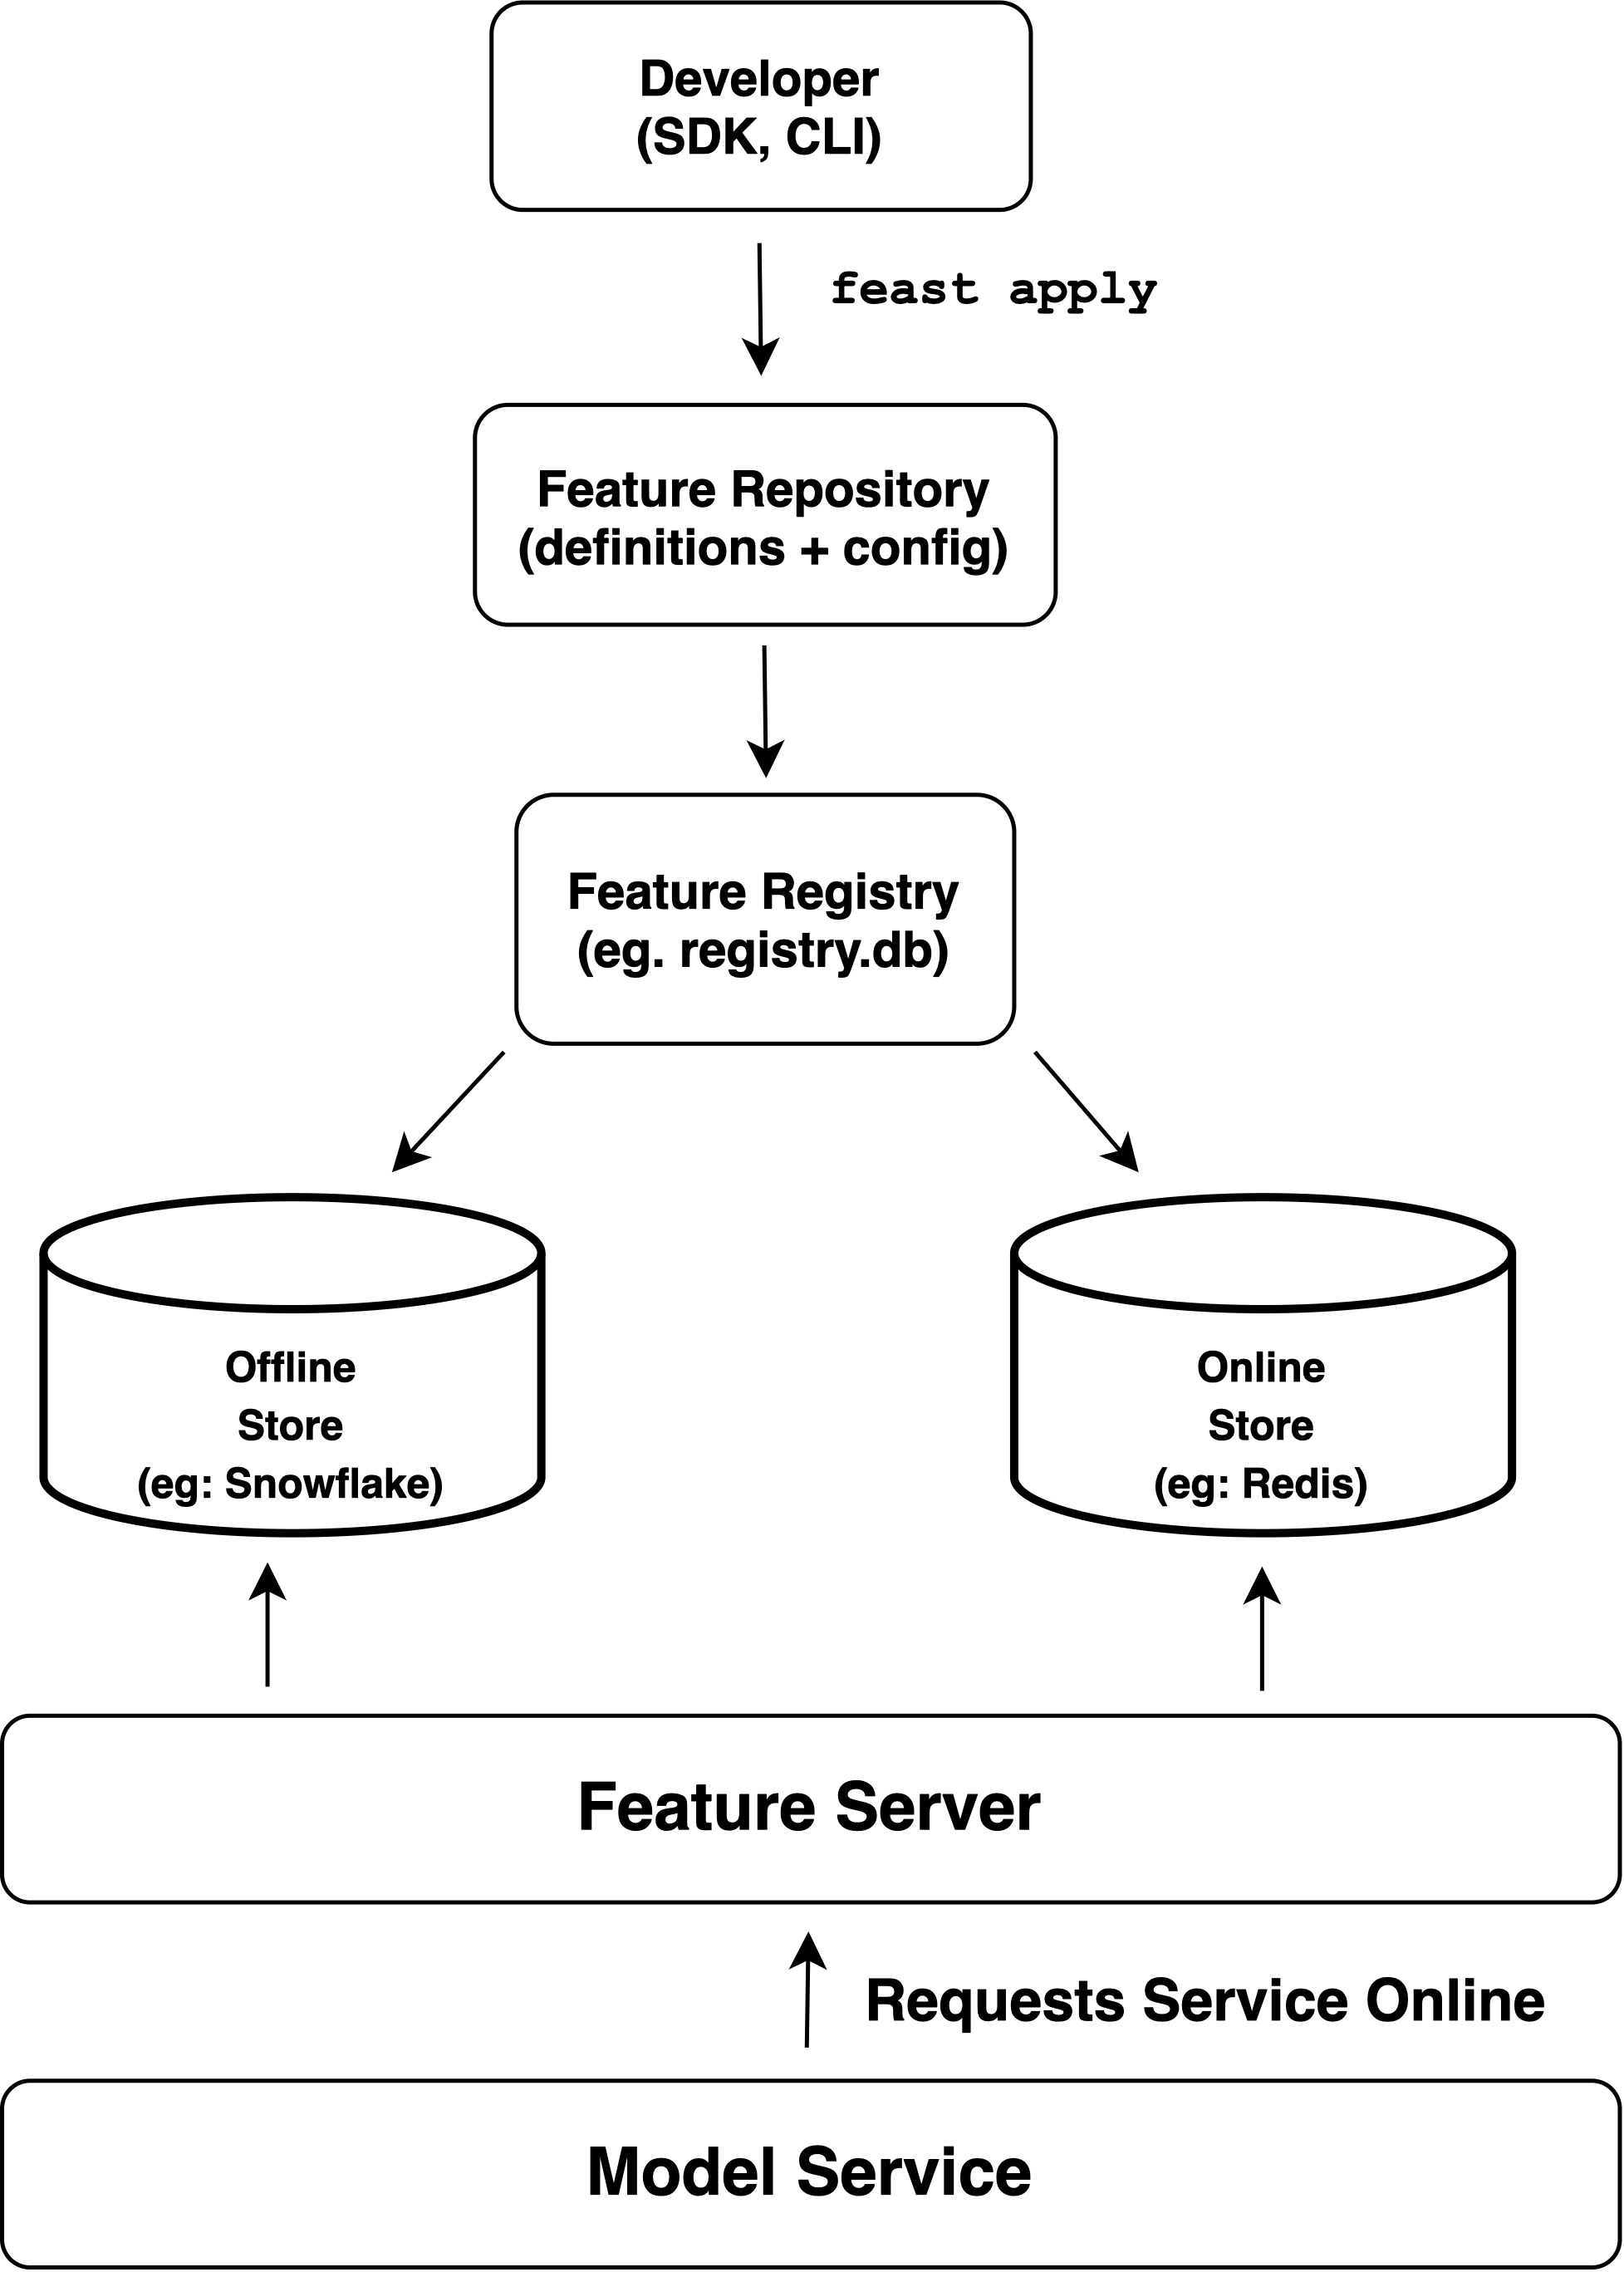 Developer
(SDK, CLI)
feast apply
Feature Repository
(definitions + config)
Feature Registry
(eg. registry.db)
Offline
Store
(eg: Snowflake)
Online
Store
(eg: Redis)
Feature Server
Requests Service Online
Model Service